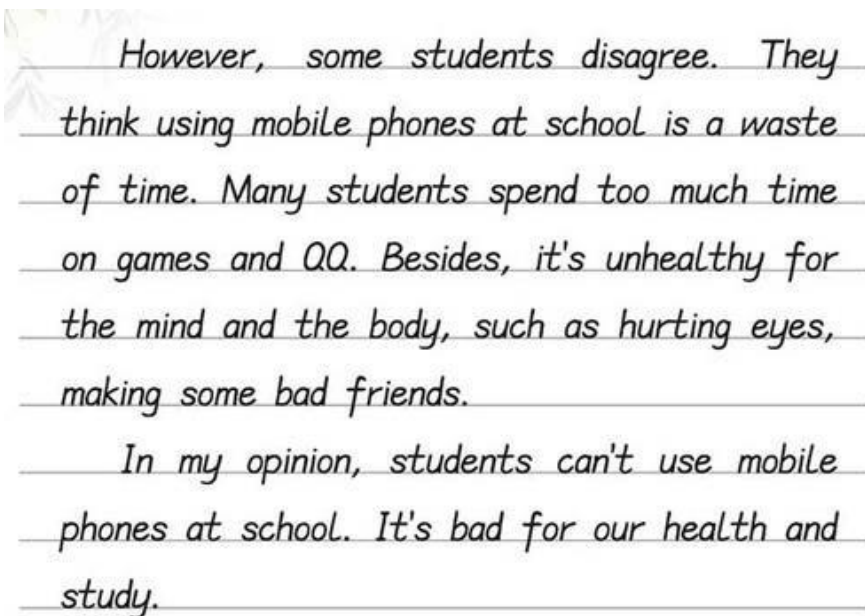 However, some students disagree. They
think using mobile phones at school is a waste
of time. Many students spend too much time
on games and QQ. Besides, it's unhealthy for
the mind and the body, such as hurting eyes,
making some bad friends.
In my opinion, students can't use mobile
phones at school. It's bad for our health and
study.